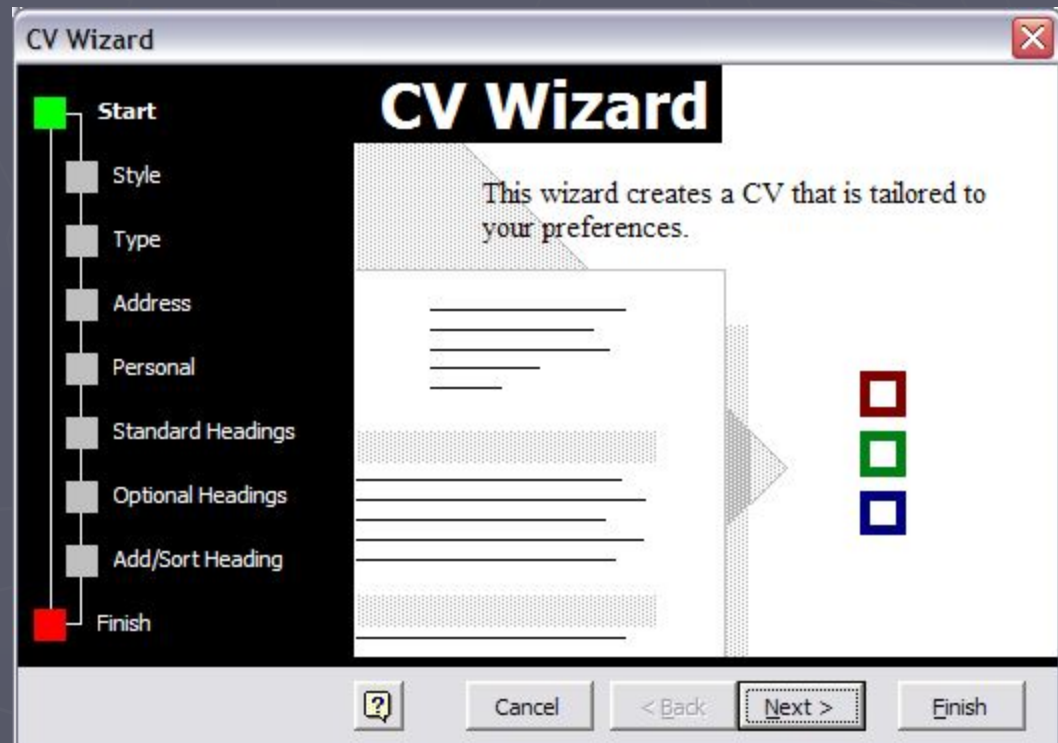 CV Wizard
Start
Style
Type
Address
Personal
Standard Headings
Optional Headings
Add/Sort Heading
Finish
CV Wizard
This wizard creates a CV that is tailored to
your preferences.
?
Cancel
< Back
Next >
Finish